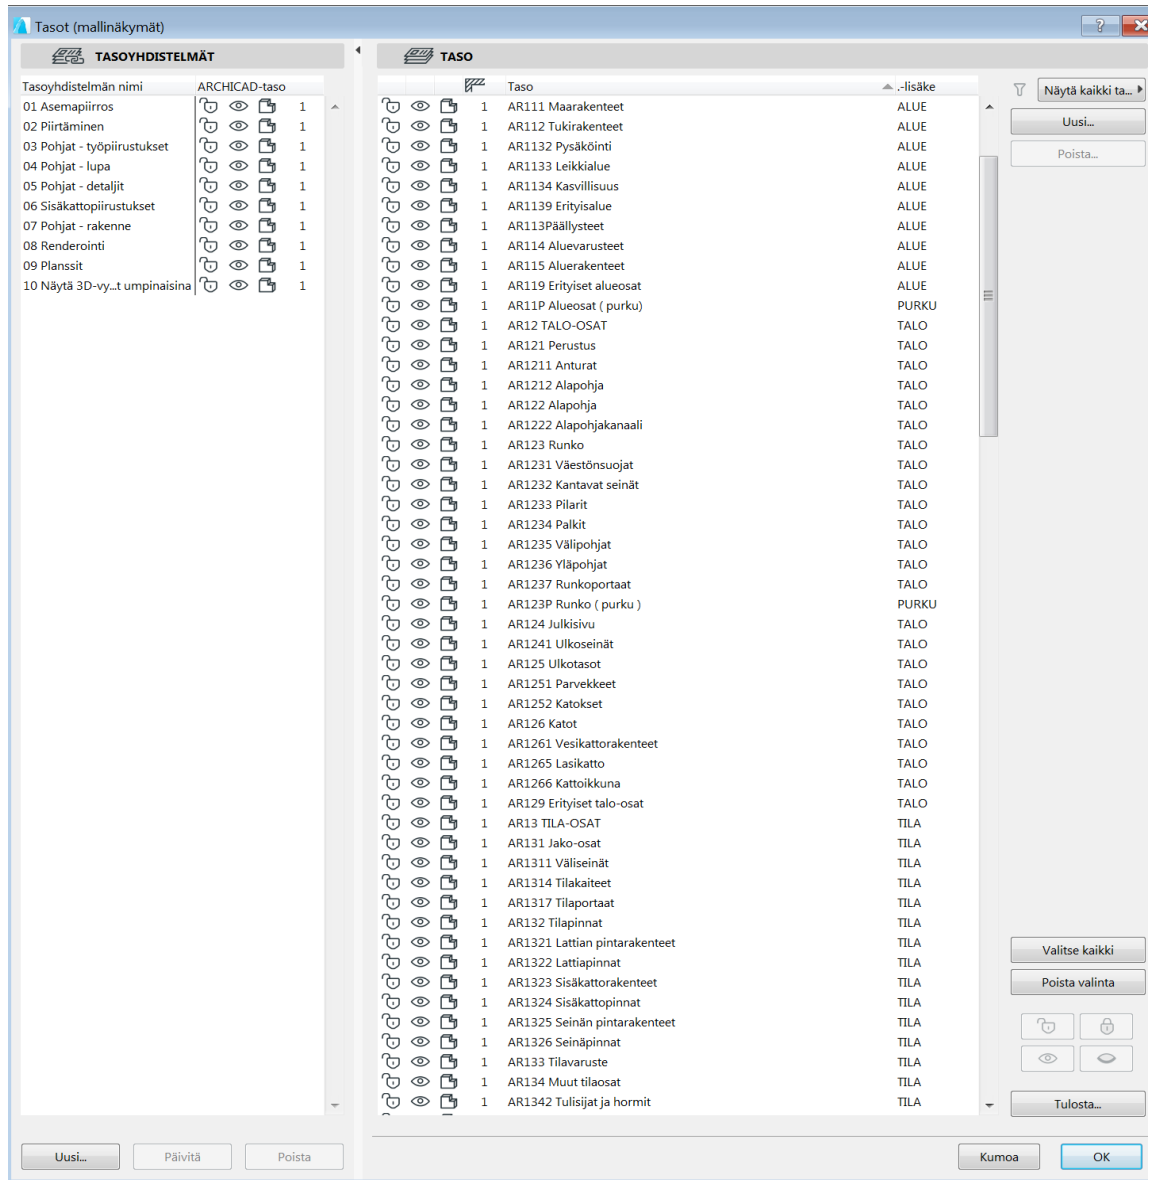 Tasot (mallinäkymät)
TASOYHDISTELMÄT
Tasoyhdistelmän nimi ARCHICAD-taso
01 Asemapiirros 1
02 Piirtäminen 1
03 Pohjat - työpiirustukset 1
04 Pohjat - lupa 1
05 Pohjat - detaljit 1
06 Sisäkattopiirustukset 1
07 Pohjat - rakenne 1
08 Renderointi 1
09 Planssit 1
10 Näytä 3D-vy...t umpinaisina 1
Uusi... Päivitä Poista
TASO
Taso .-lisäke
1 AR111 Maarakenteet ALUE
1 AR112 Tukirakenteet ALUE
1 AR1132 Pysäköinti ALUE
1 AR1133 Leikkialue ALUE
1 AR1134 Kasvillisuus ALUE
1 AR1139 Erityisalue ALUE
1 AR113Päällysteet ALUE
1 AR114 Aluevarusteet ALUE
1 AR115 Aluerakenteet ALUE
1 AR119 Erityiset alueosat ALUE
1 AR11P Alueosat ( purku) PURKU
1 AR12 TALO-OSAT TALO
1 AR121 Perustus TALO
1 AR1211 Anturat TALO
1 AR1212 Alapohja TALO
1 AR122 Alapohja TALO
1 AR1222 Alapohjakanaali TALO
1 AR123 Runko TALO
1 AR1231 Väestönsuojat TALO
1 AR1232 Kantavat seinät TALO
1 AR1233 Pilarit TALO
1 AR1234 Palkit TALO
1 AR1235 Välipohjat TALO
1 AR1236 Yläpohjat TALO
1 AR1237 Runkoportaat TALO
1 AR123P Runko ( purku ) PURKU
1 AR124 Julkisivu TALO
1 AR1241 Ulkoseinät TALO
1 AR125 Ulkotasot TALO
1 AR1251 Parvekkeet TALO
1 AR1252 Katokset TALO
1 AR126 Katot TALO
1 AR1261 Vesikattorakenteet TALO
1 AR1265 Lasikatto TALO
1 AR1266 Kattoikkuna TALO
1 AR129 Erityiset talo-osat TALO
1 AR13 TILA-OSAT TILA
1 AR131 Jako-osat TILA
1 AR1311 Väliseinät TILA
1 AR1314 Tilakaiteet TILA
1 AR1317 Tilaportaat TILA
1 AR132 Tilapinnat TILA
1 AR1321 Lattian pintarakenteet TILA
1 AR1322 Lattiapinnat TILA
1 AR1323 Sisäkattorakenteet TILA
1 AR1324 Sisäkattopinnat TILA
1 AR1325 Seinän pintarakenteet TILA
1 AR1326 Seinäpinnat TILA
1 AR133 Tilavaruste TILA
1 AR134 Muut tilaosat TILA
1 AR1342 Tulisijat ja hormit TILA
Näytä kaikki ta...
Uusi...
Poista...
Valitse kaikki
Poista valinta
Tulosta...
Kumoa OK